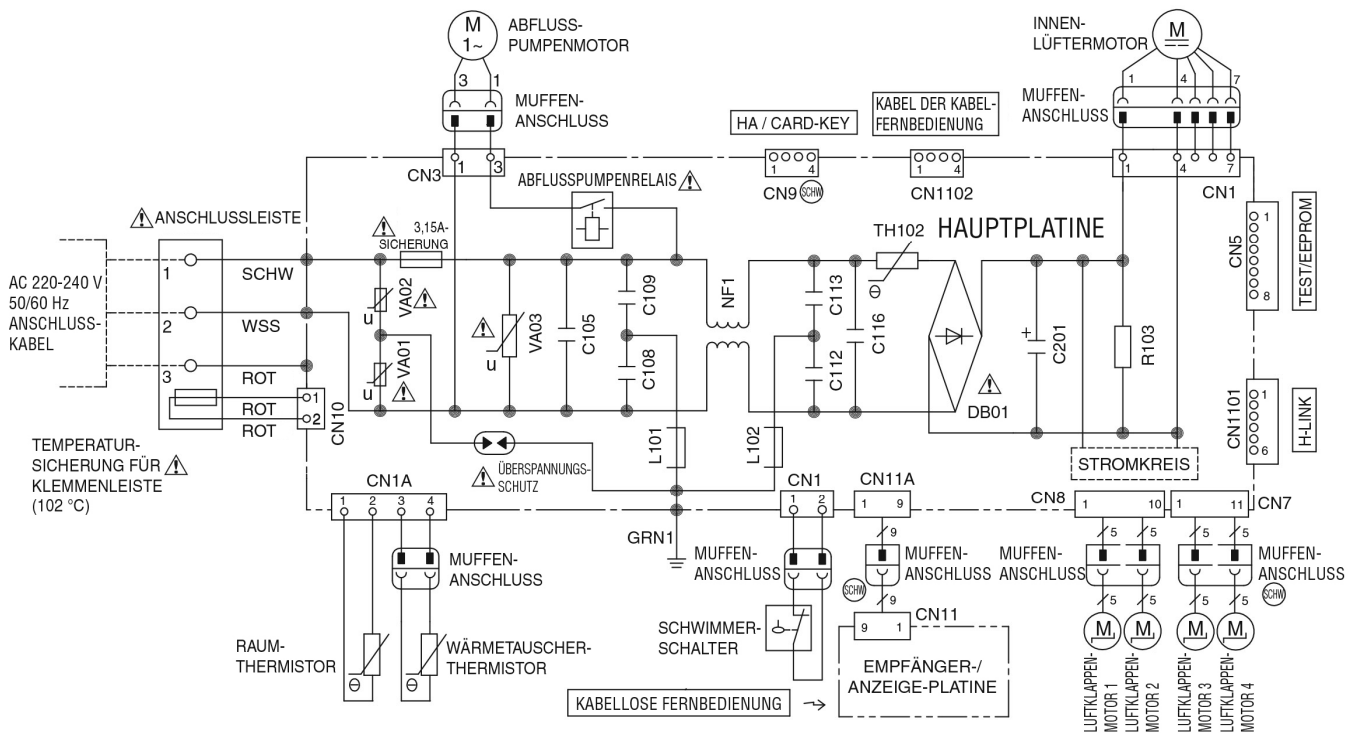 M
1~
ABFLUSS-
PUMPENMOTOR
3 1
MUFFEN-
ANSCHLUSS
CN3
1 3
INNEN-
LÜFTERMOTOR
M
1 4 7
MUFFEN-
ANSCHLUSS
1 4 7
CN1
HA / CARD-KEY
1 4
CN9
SCHW
KABEL DER KABEL-
FERNBEDIENUNG
1 4
CN1102
ABFLUSSPUMPENRELAIS
HAUPTPLATINE
ANSCHLUSSLEISTE
AC 220-240 V
50/60 Hz
ANSCHLUSS-
KABEL
1
SCHW
2
WSS
3
ROT
ROT
ROT
1
2
CN10
TEMPERATUR-
SICHERUNG FÜR
KLEMMENLEISTE
(102 °C)
3,15A-
SICHERUNG
u
VA02
u
VA01
u
VA03
C105
C109
C108
NF1
C113
C112
C116
TH102
DB01
+
C201
R103
CN5
1
8
TEST/EEPROM
CN1101
1
6
H-LINK
STROMKREIS
ÜBERSPANNUNGS-
SCHUTZ
L101
L102
GRN1
CN1A
1 2 3 4
MUFFEN-
ANSCHLUSS
RAUM-
THERMISTOR
WÄRMETAUSCHER-
THERMISTOR
CN1
1 2
MUFFEN-
ANSCHLUSS
SCHWIMMER-
SCHALTER
CN11A
1 9
9
MUFFEN-
ANSCHLUSS
SCHW
9
CN11
9 1
EMPFÄNGER-/
ANZEIGE-PLATINE
KABELLOSE FERNBEDIENUNG
CN8
1 10
5 5
MUFFEN-
ANSCHLUSS
5 5
M M
LUFTKLAPPEN-
MOTOR 1
LUFTKLAPPEN-
MOTOR 2
CN7
1 11
5 5
MUFFEN-
ANSCHLUSS
SCHW
5 5
M M
LUFTKLAPPEN-
MOTOR 3
LUFTKLAPPEN-
MOTOR 4